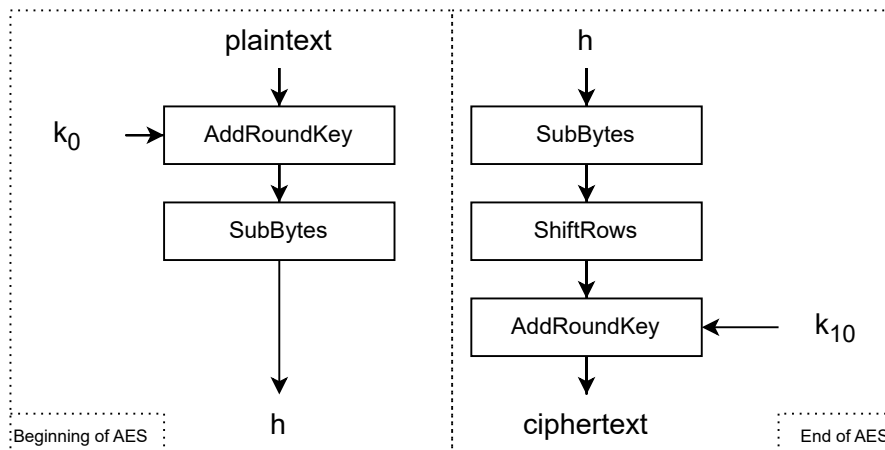 plaintext
k0
AddRoundKey
SubBytes
h
Beginning of AES
h
SubBytes
ShiftRows
AddRoundKey
k10
ciphertext
End of AES